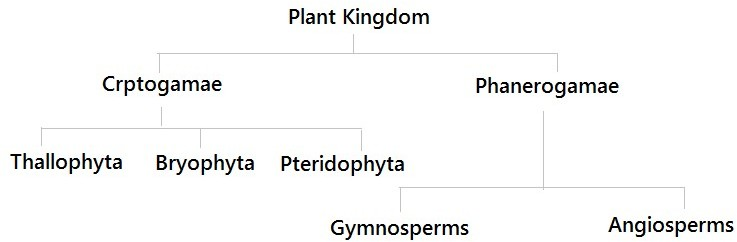 Plant Kingdom
Crptogamae
Phanerogamae
Thallophyta
Bryophyta
Pteridophyta
Gymnosperms
Angiosperms